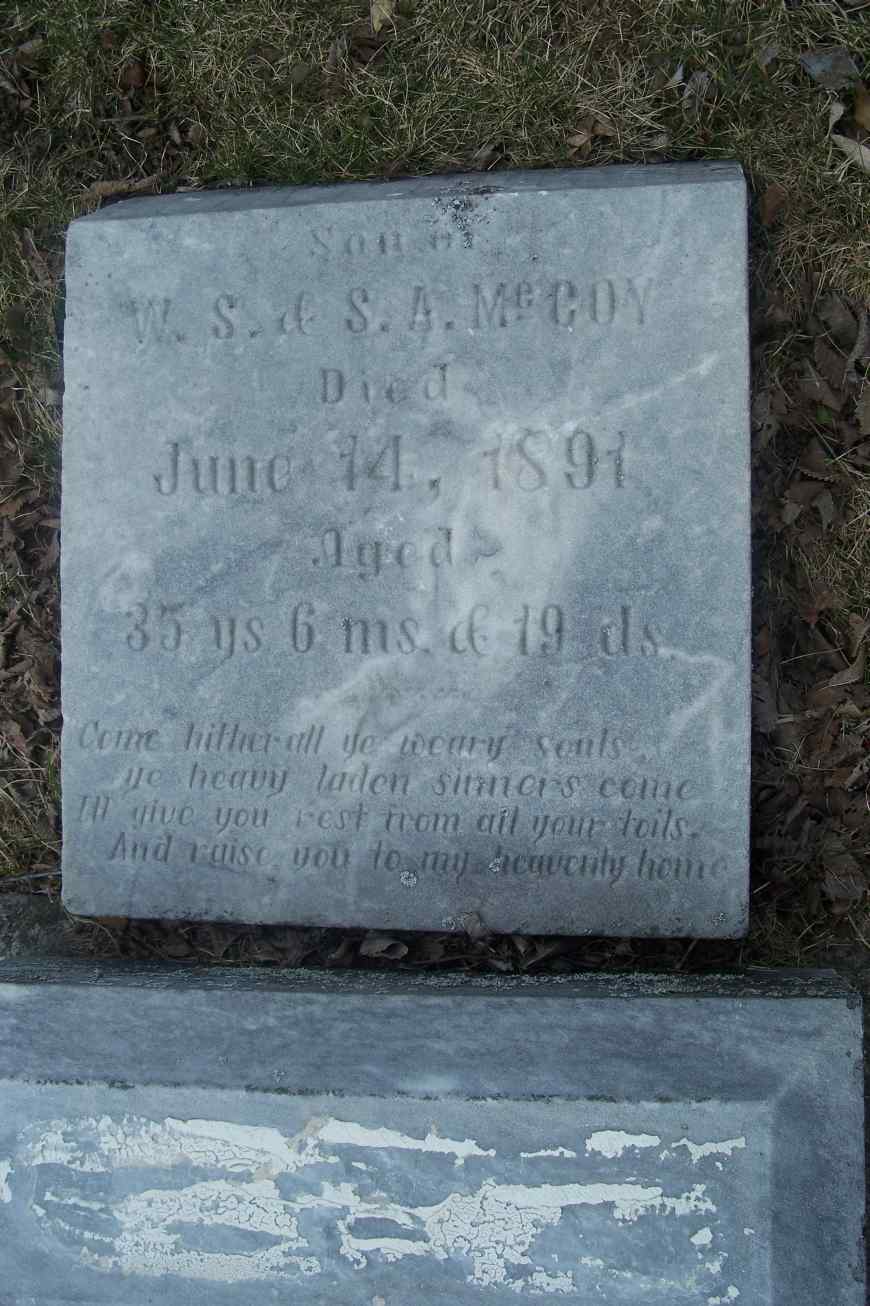 Son of
W. S. & S. A. McCOY
Died
June 14, 1891
Aged
35 ys 6 ms. & 19 ds.
Come hither all ye weary souls.
ye heavy laden sinners come
I'll give you rest from all your toils.
And raise you to my heavenly home